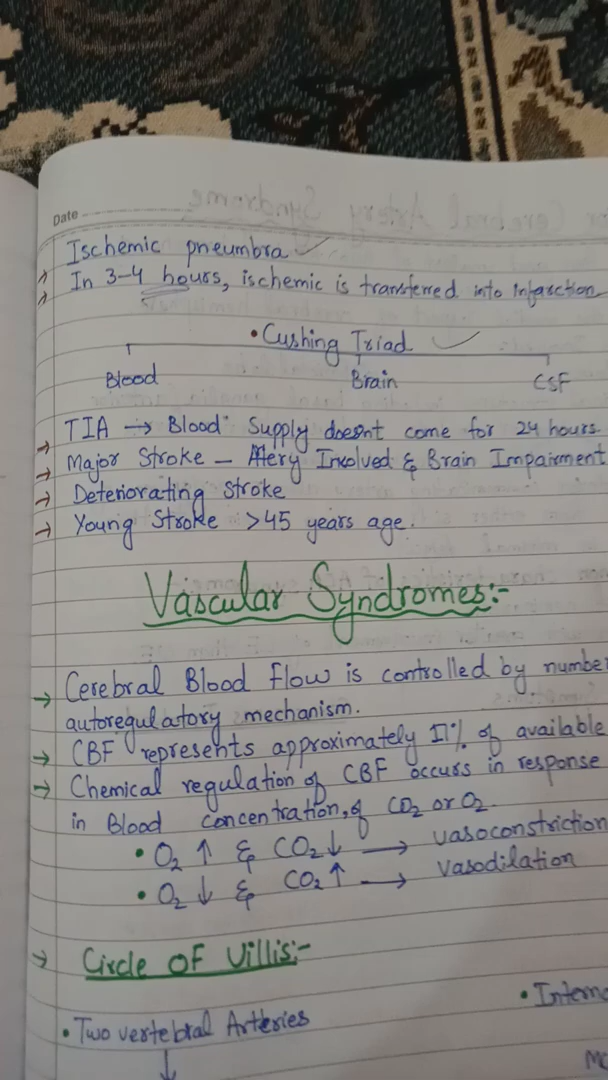 Date
Ischemic pneumbra
In 3-4 hours, ischemic is transferred into Infarction
• Cushing Triad
Blood Brain CSF
TIA → Blood Supply doesnt come for 24 hours
→ Major Stroke - Atery Involved & Brain Impairment
→ Deteriorating Stroke
→ Young Stroke >45 years age.
Vascular Syndromes:-
→ Cerebral Blood Flow is controlled by number
autoregulatory mechanism.
→ CBF represents approximately 17% of available
→ Chemical regulation of CBF occurs in response
in Blood concentration, of CO2 or O2.
• O2 ↑ & CO2 ↓ → vasoconstriction
• O2 ↓ & CO2 ↑ → vasodilation
→ Circle OF Villis:-
• Two vertebral Arteries